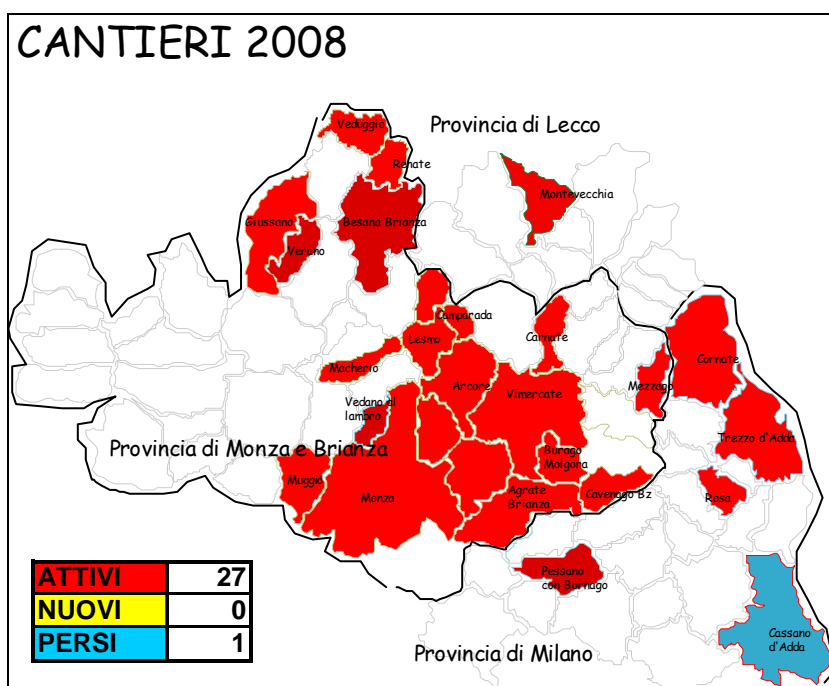 CANTIERI 2008
Provincia di Lecco
Veduggio
Renate
Montevecchia
Giussano
Besana Brianza
Verano
Camparada
Lesmo
Carnate
Cornate
Macherio
Arcore
Vimercate
Mezzago
Vedano al
lambro
Trezzo d'Adda
Provincia di Monza e Brianza
Burago
Molgora
Muggiò
Monza
Agrate
Brianza
Cavenago Bz
Rosa
Pessano
con Bornago
Cassano
d'Adda
Provincia di Milano
ATTIVI 27
NUOVI 0
PERSI 1